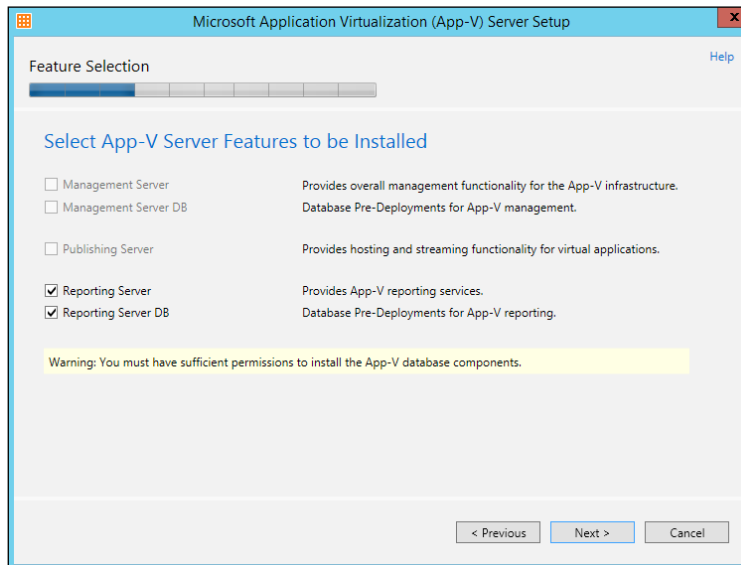 Microsoft Application Virtualization (App-V) Server Setup
x
Help
Feature Selection
Select App-V Server Features to be Installed
Management Server Provides overall management functionality for the App-V infrastructure.
Management Server DB Database Pre-Deployments for App-V management.
Publishing Server Provides hosting and streaming functionality for virtual applications.
Reporting Server Provides App-V reporting services.
Reporting Server DB Database Pre-Deployments for App-V reporting.
Warning: You must have sufficient permissions to install the App-V database components.
< Previous Next > Cancel